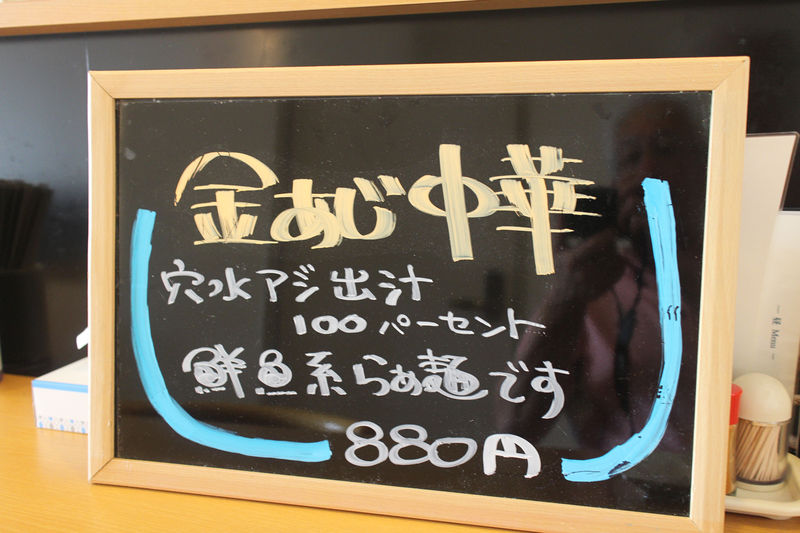 金あじ中華
穴水アジ出汁
100パーセント
鮮魚系らぁ麺です
880円
Menu